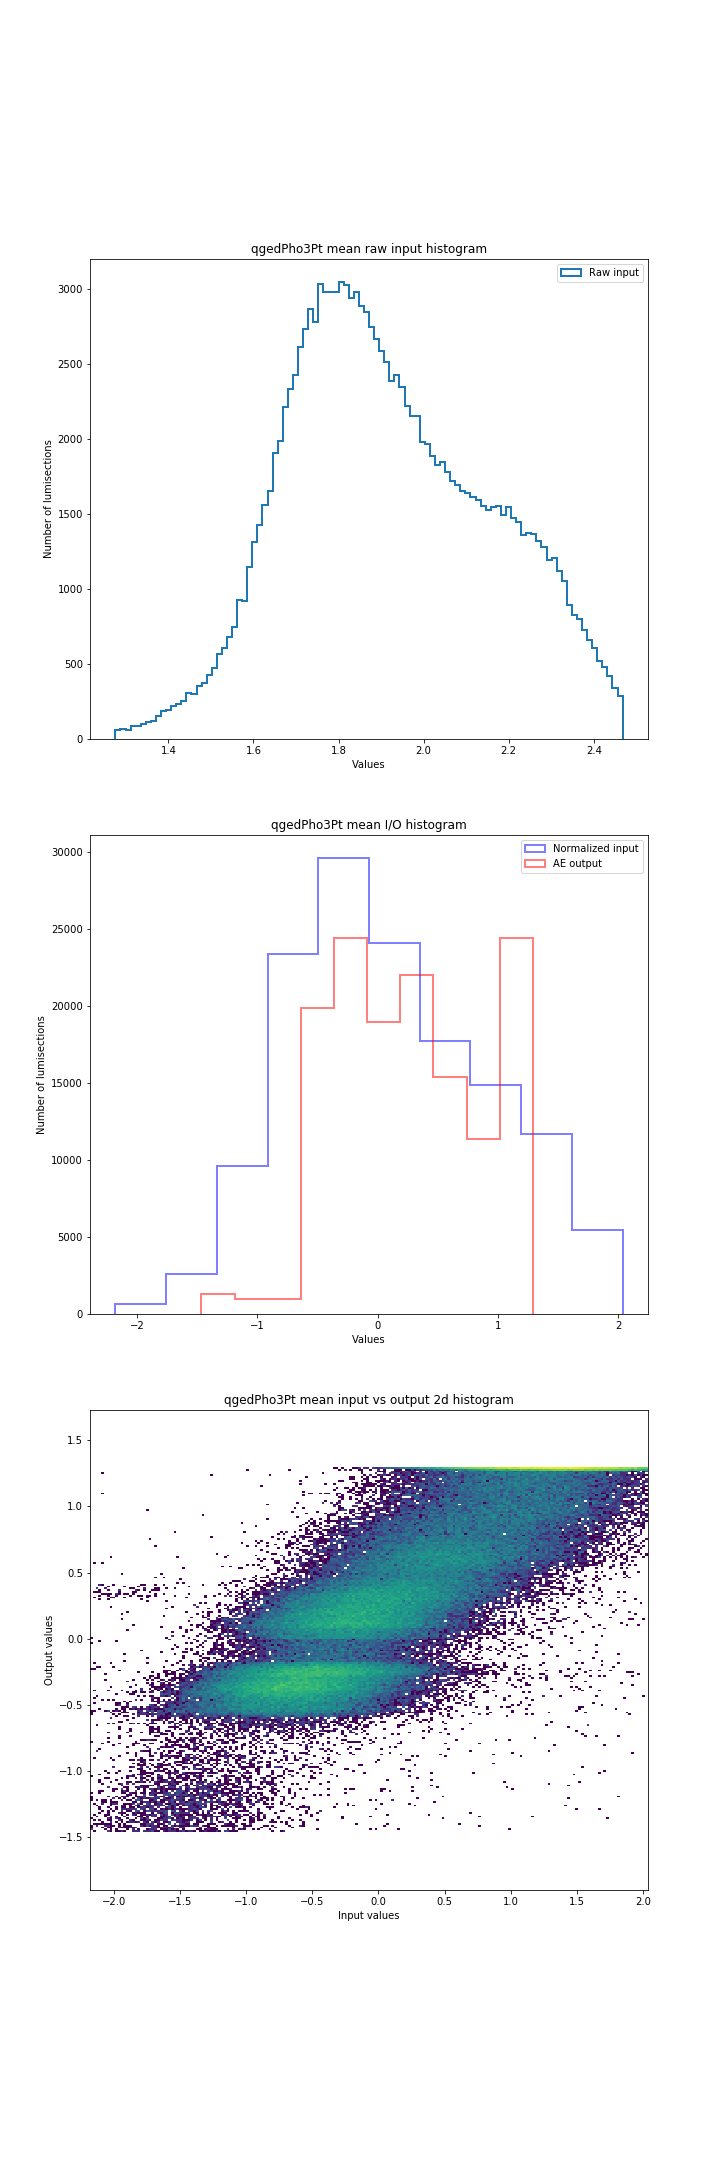 qgedPho3Pt mean raw input histogram
Raw input
3000
2500
2000
1500
1000
500
0
Number of lumisections
1.4 1.6 1.8 2.0 2.2 2.4
Values
qgedPho3Pt mean I/O histogram
Normalized input
AE output
30000
25000
20000
15000
10000
5000
0
Number of lumisections
−2 −1 0 1 2
Values
qgedPho3Pt mean input vs output 2d histogram
1.5
1.0
0.5
0.0
−0.5
−1.0
−1.5
Output values
−2.0 −1.5 −1.0 −0.5 0.0 0.5 1.0 1.5 2.0
Input values